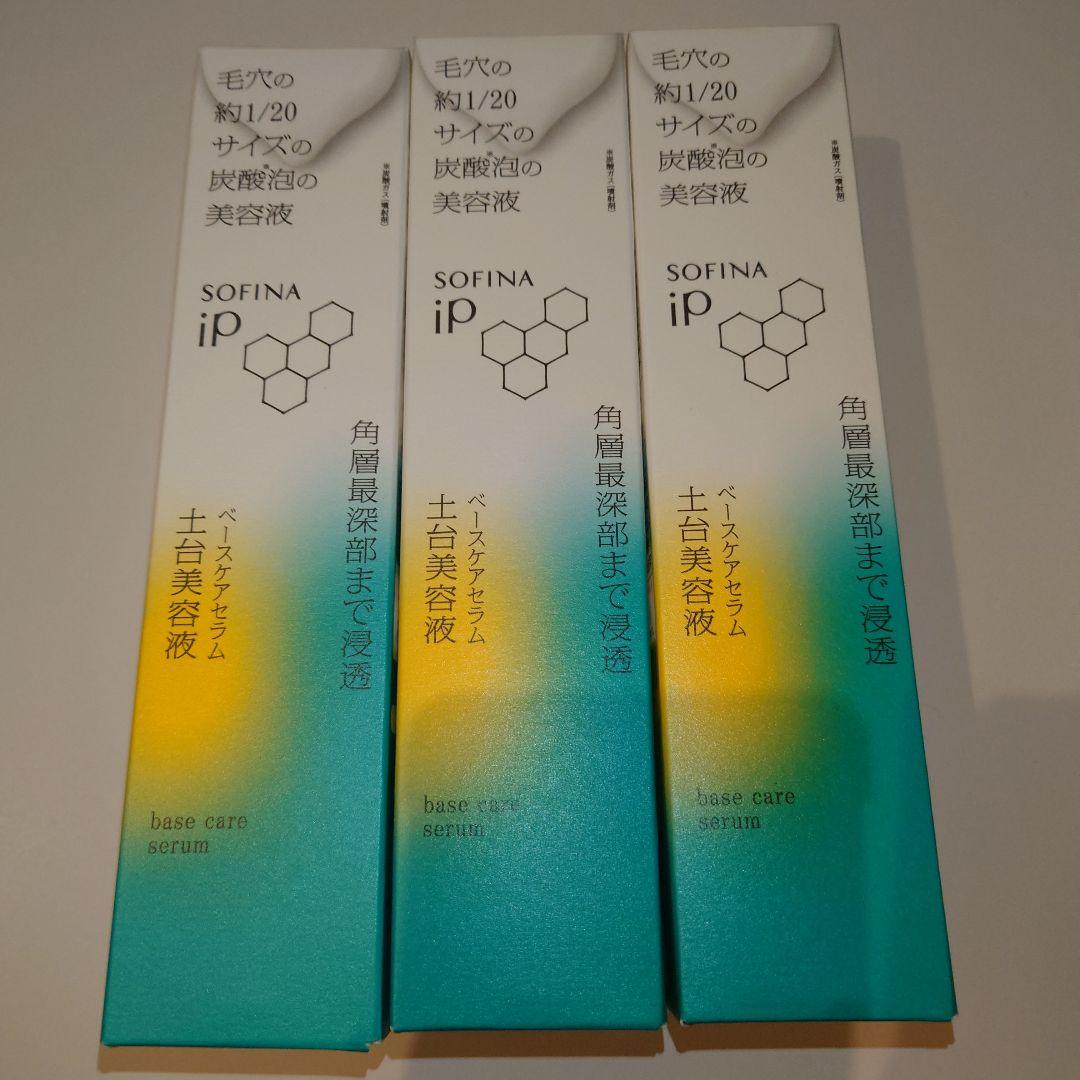 毛穴の
約1/20
サイズの
炭酸※泡の
美容液
※炭酸ガス(噴射剤)
SOFINA
iP
角層最深部まで浸透
ベースケアセラム
土台美容液
base care
serum
毛穴の
約1/20
サイズの
炭酸※泡の
美容液
※炭酸ガス(噴射剤)
SOFINA
iP
角層最深部まで浸透
ベースケアセラム
土台美容液
base care
serum
毛穴の
約1/20
サイズの
炭酸※泡の
美容液
※炭酸ガス(噴射剤)
SOFINA
iP
角層最深部まで浸透
ベースケアセラム
土台美容液
base care
serum